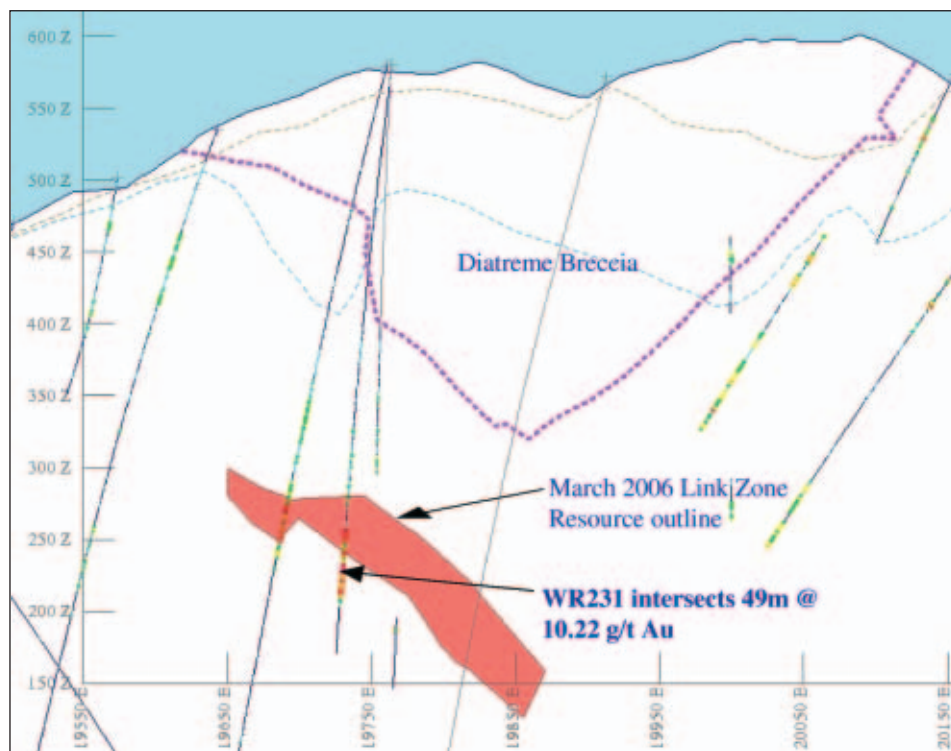 600 Z
550 Z
500 Z
450 Z
400 Z
350 Z
300 Z
250 Z
200 Z
150 Z
Diatreme Breccia
March 2006 Link Zone
Resource outline
WR231 intersects 49m @
10.22 g/t Au
19550 E
19650 E
19750 E
19850 E
19950 E
20050 E
20150 E